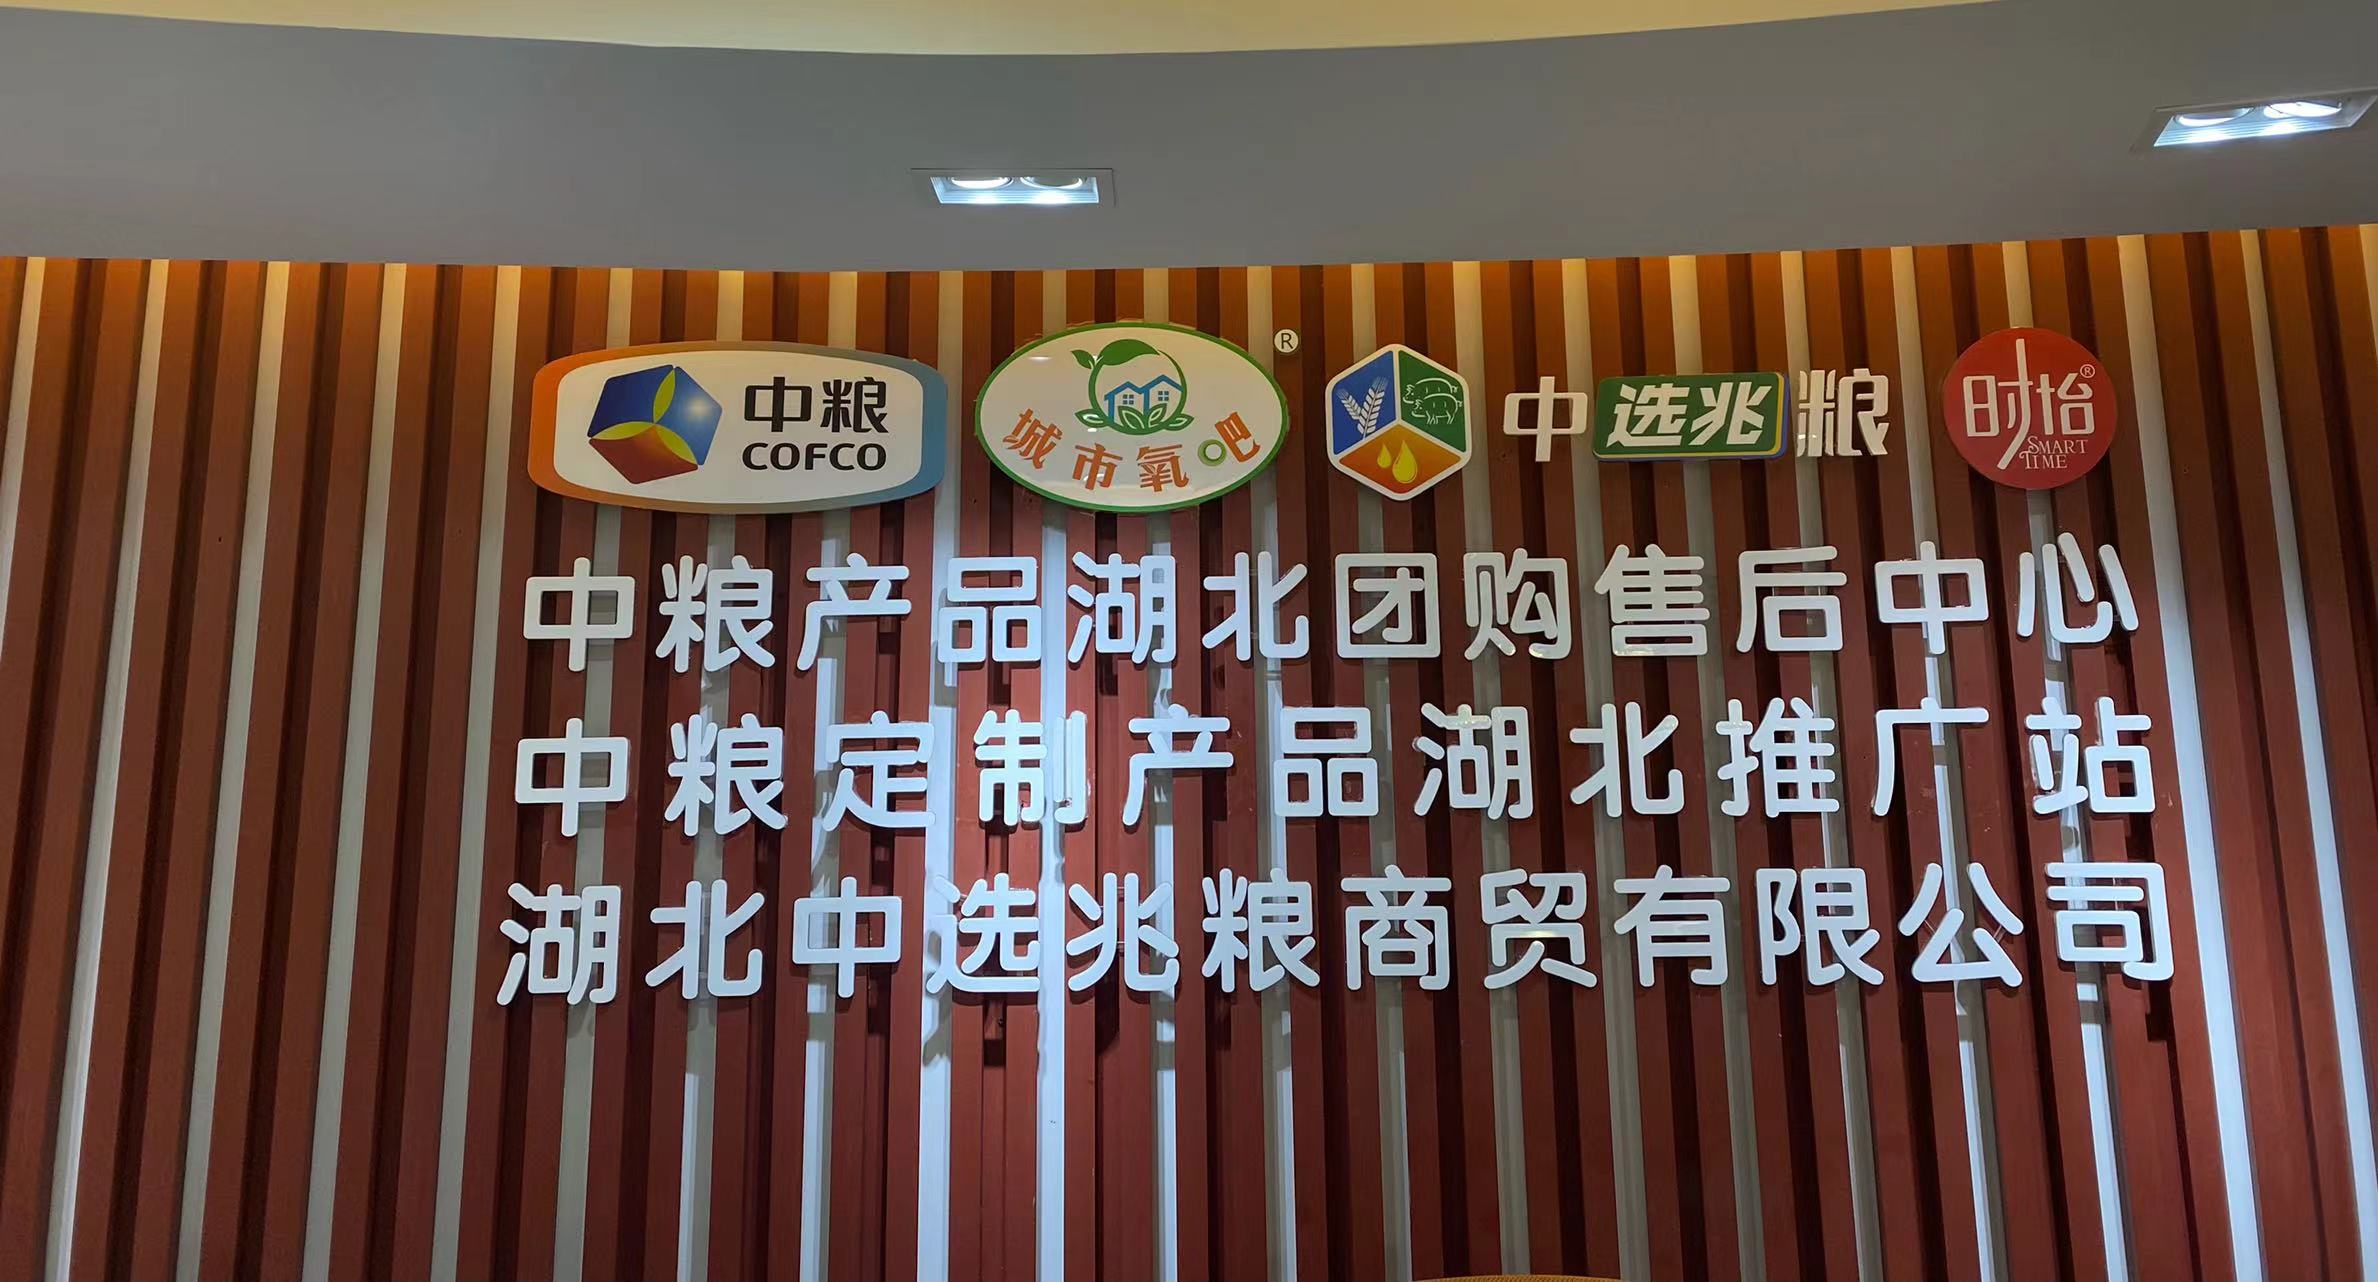 中粮 COFCO
城市氧吧 ®
中选兆粮
时怡 ® SMART TIME
中粮产品湖北团购售后中心
中粮定制产品湖北推广站
湖北中选兆粮商贸有限公司